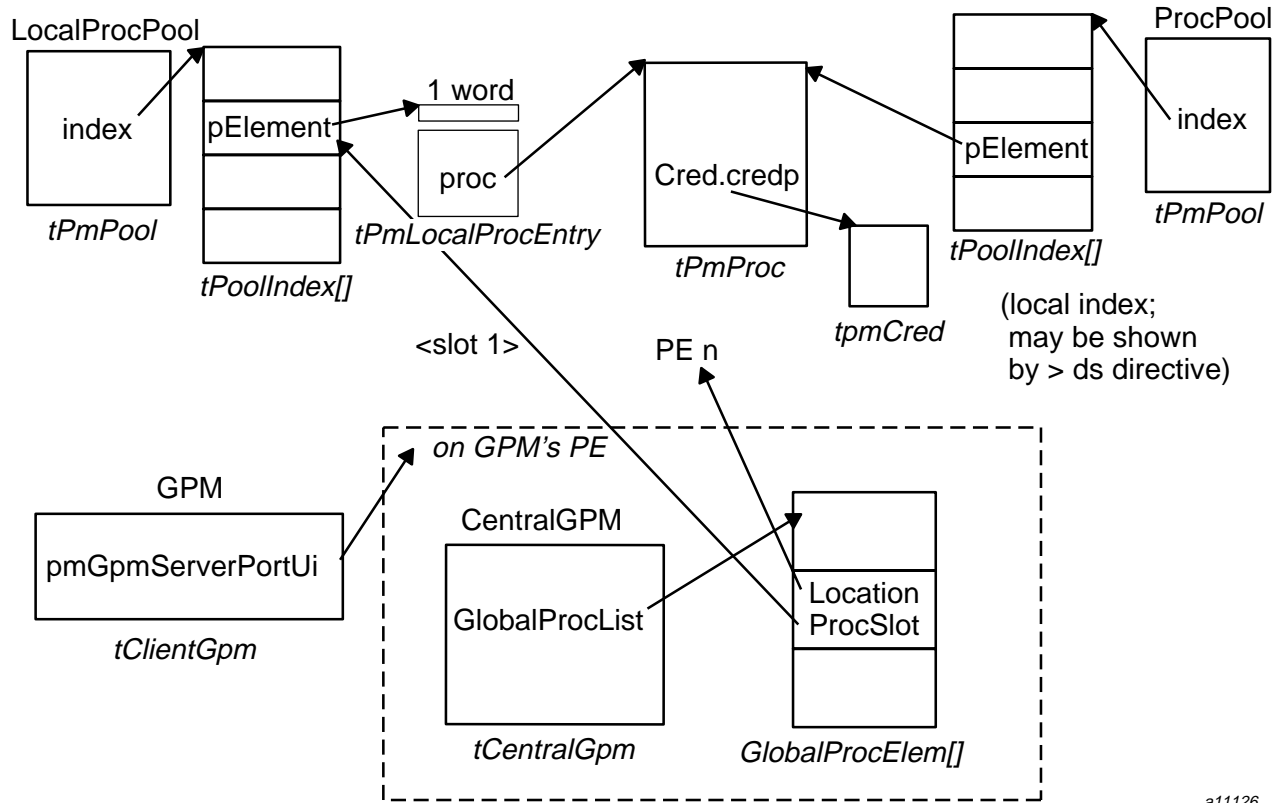 LocalProcPool
index
tPmPool
pElement
tPoolIndex[]
1 word
proc
tPmLocalProcEntry
Cred.credp
tPmProc
tpmCred
pElement
tPoolIndex[]
ProcPool
index
tPmPool
(local index;
may be shown
by > ds directive)
<slot 1>
PE n
on GPM's PE
GPM
pmGpmServerPortUi
tClientGpm
CentralGPM
GlobalProcList
tCentralGpm
Location
ProcSlot
GlobalProcElem[]
a11126